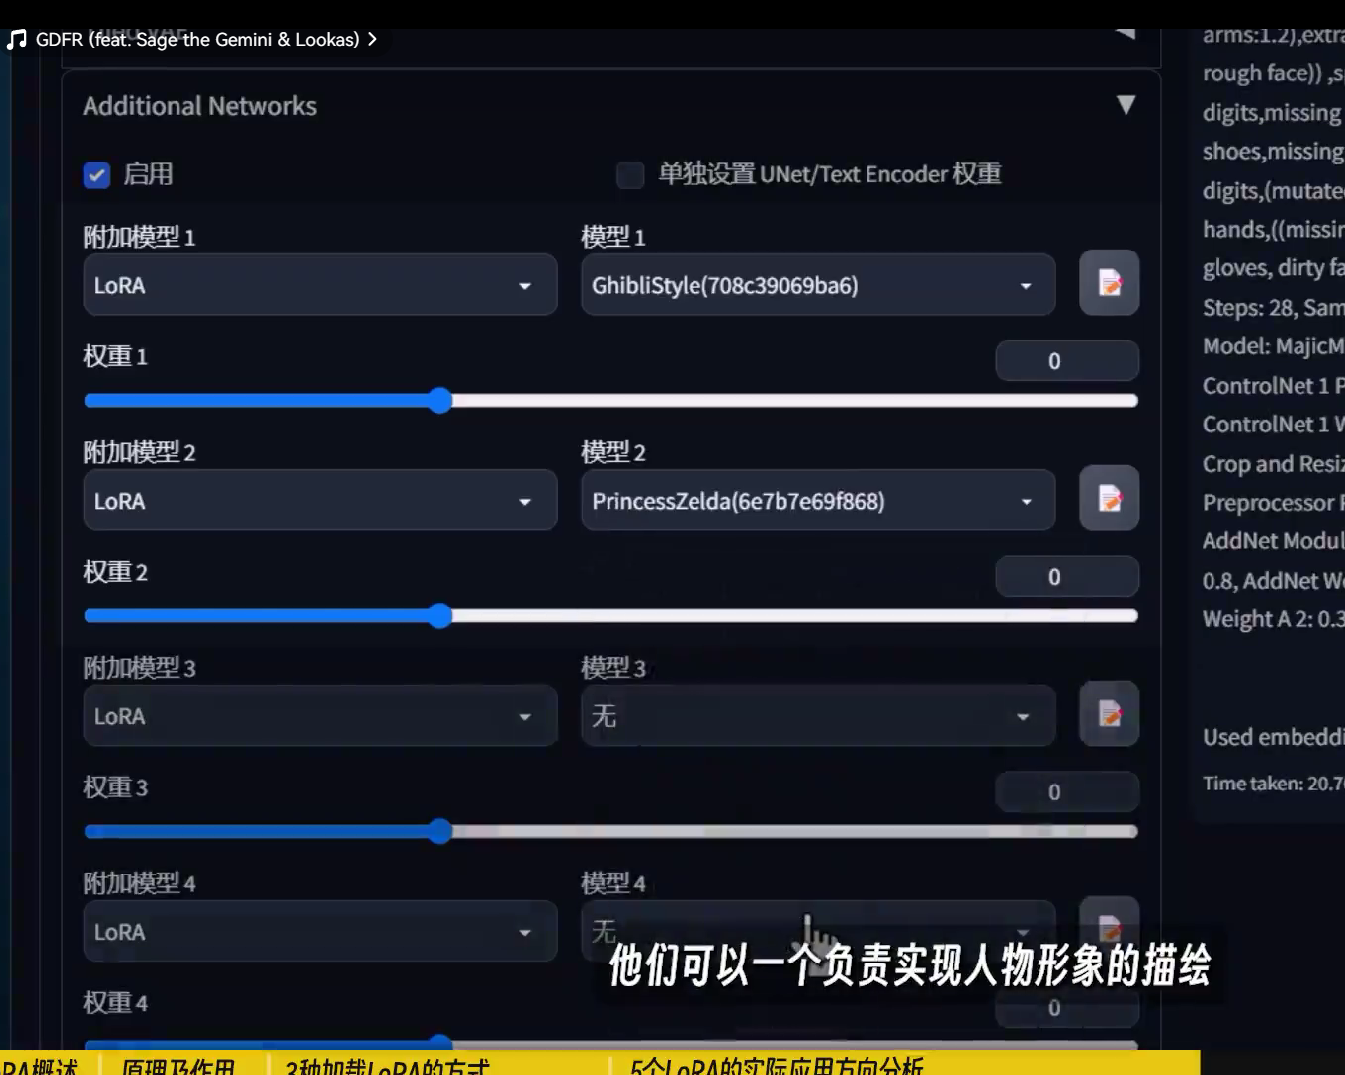 GDFR (feat. Sage the Gemini & Lookas)
Additional Networks
启用
单独设置 UNet/Text Encoder 权重
附加模型 1
模型 1
LoRA
GhibliStyle(708c39069ba6)
权重 1
0
附加模型 2
模型 2
LoRA
PrincessZelda(6e7b7e69f868)
权重 2
0
附加模型 3
模型 3
LoRA
无
权重 3
0
附加模型 4
模型 4
LoRA
无
权重 4
0
arms:1.2),extra
rough face)) ,s
digits,missing
shoes,missing
digits,(mutate
hands,((missin
gloves, dirty fa
Steps: 28, Sam
Model: MajicM
ControlNet 1 P
ControlNet 1 W
Crop and Resiz
Preprocessor P
AddNet Modul
0.8, AddNet We
Weight A 2: 0.3
Used embeddi
Time taken: 20.7
他们可以一个负责实现人物形象的描绘
RA概述
原理及作用
3种加载LoRA的方式
5个LoRA的实际应用方向分析